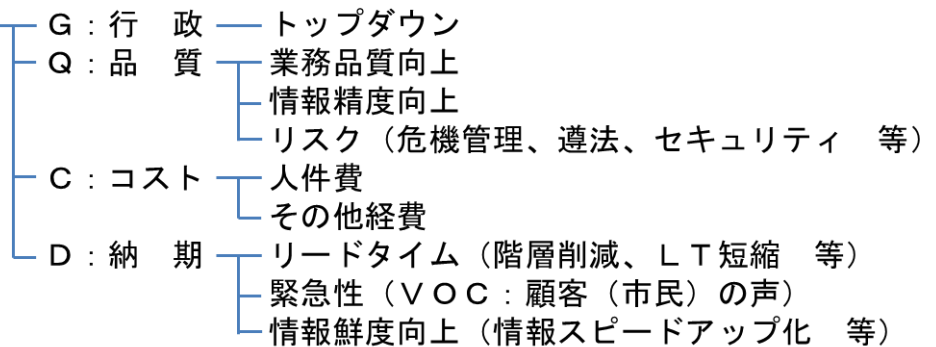 G：行　政　トップダウン
Q：品　質　業務品質向上
情報精度向上
リスク（危機管理、遵法、セキュリティ　等）
C：コスト　人件費
その他経費
D：納　期　リードタイム（階層削減、LT短縮　等）
緊急性（VOC：顧客（市民）の声）
情報鮮度向上（情報スピードアップ化　等）